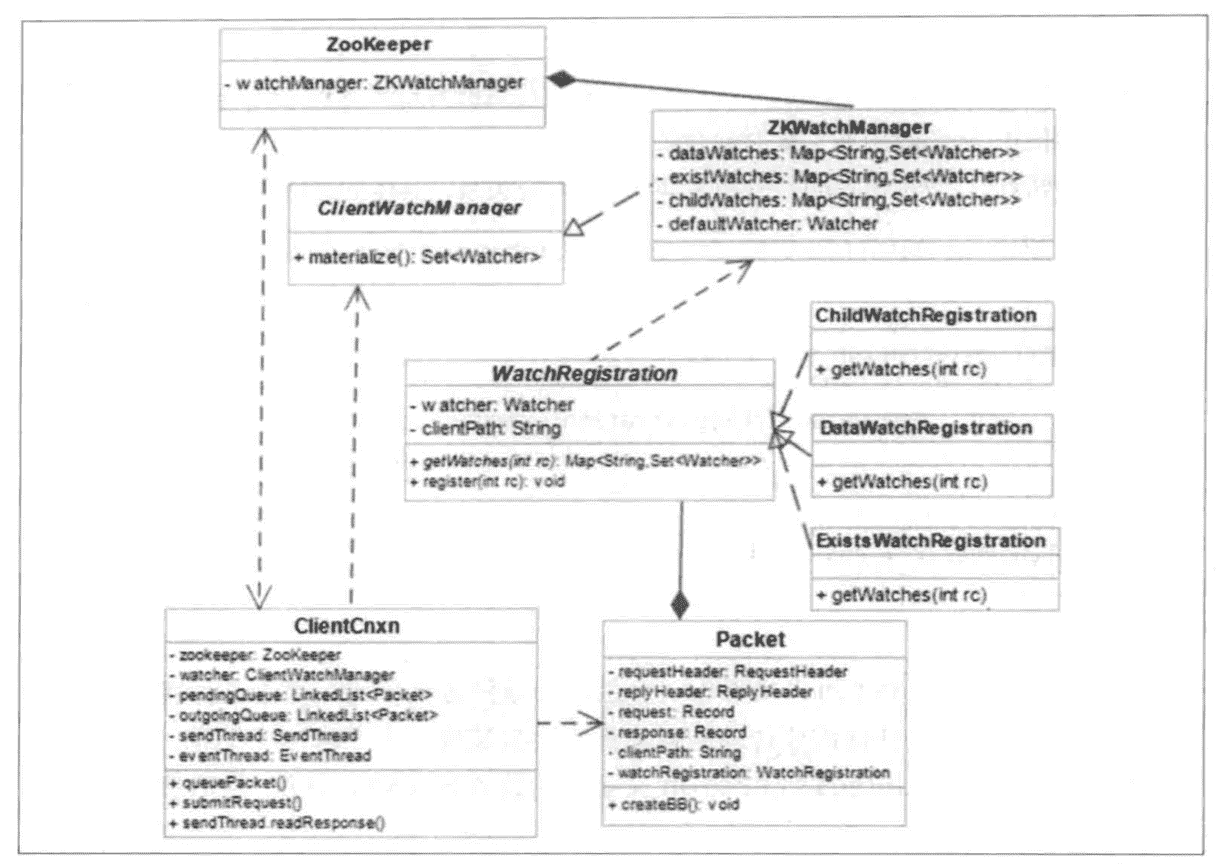 ZooKeeper
- watchManager: ZKWatchManager
ZKWatchManager
- dataWatches: Map<String,Set<Watcher>>
- existWatches: Map<String,Set<Watcher>>
- childWatches: Map<String,Set<Watcher>>
- defaultWatcher: Watcher
ClientWatchManager
+ materialize(): Set<Watcher>
ChildWatchRegistration
+ getWatches(int rc)
WatchRegistration
- watcher: Watcher
- clientPath: String
+ getWatches(int rc): Map<String,Set<Watcher>>
+ register(int rc): void
DataWatchRegistration
+ getWatches(int rc)
ExistsWatchRegistration
+ getWatches(int rc)
ClientCnxn
- zookeeper: ZooKeeper
- watcher: ClientWatchManager
- pendingQueue: LinkedList<Packet>
- outgoingQueue: LinkedList<Packet>
- sendThread: SendThread
- eventThread: EventThread
+ queuePacket()
+ submitRequest()
+ sendThread.readResponse()
Packet
- requestHeader: RequestHeader
- replyHeader: ReplyHeader
- request: Record
- response: Record
- clientPath: String
- watchRegistration: WatchRegistration
+ createBB(): void